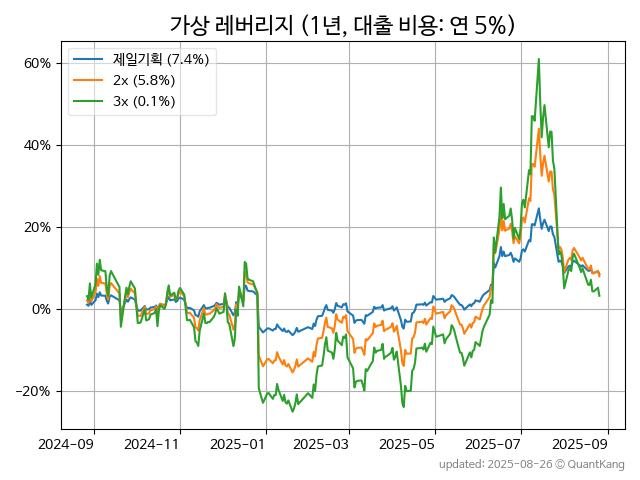 가상 레버리지 (1년, 대출 비용: 연 5%)
제일기획 (7.4%)
2x (5.8%)
3x (0.1%)
60%
40%
20%
0%
−20%
2024-09 2024-11 2025-01 2025-03 2025-05 2025-07 2025-09
updated: 2025-08-26 © QuantKang